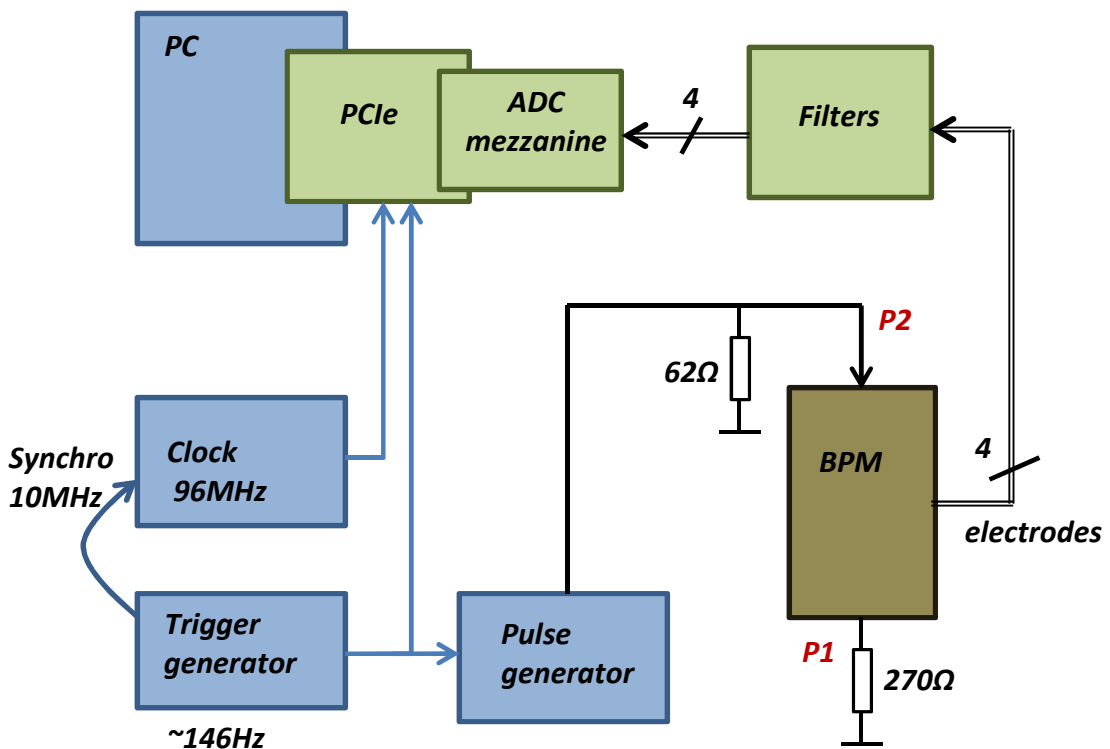 PC
PCIe
ADC
mezzanine
4
Filters
P2
62Ω
Synchro
10MHz
Clock
96MHz
BPM
4
electrodes
Trigger
generator
Pulse
generator
P1
270Ω
~146Hz